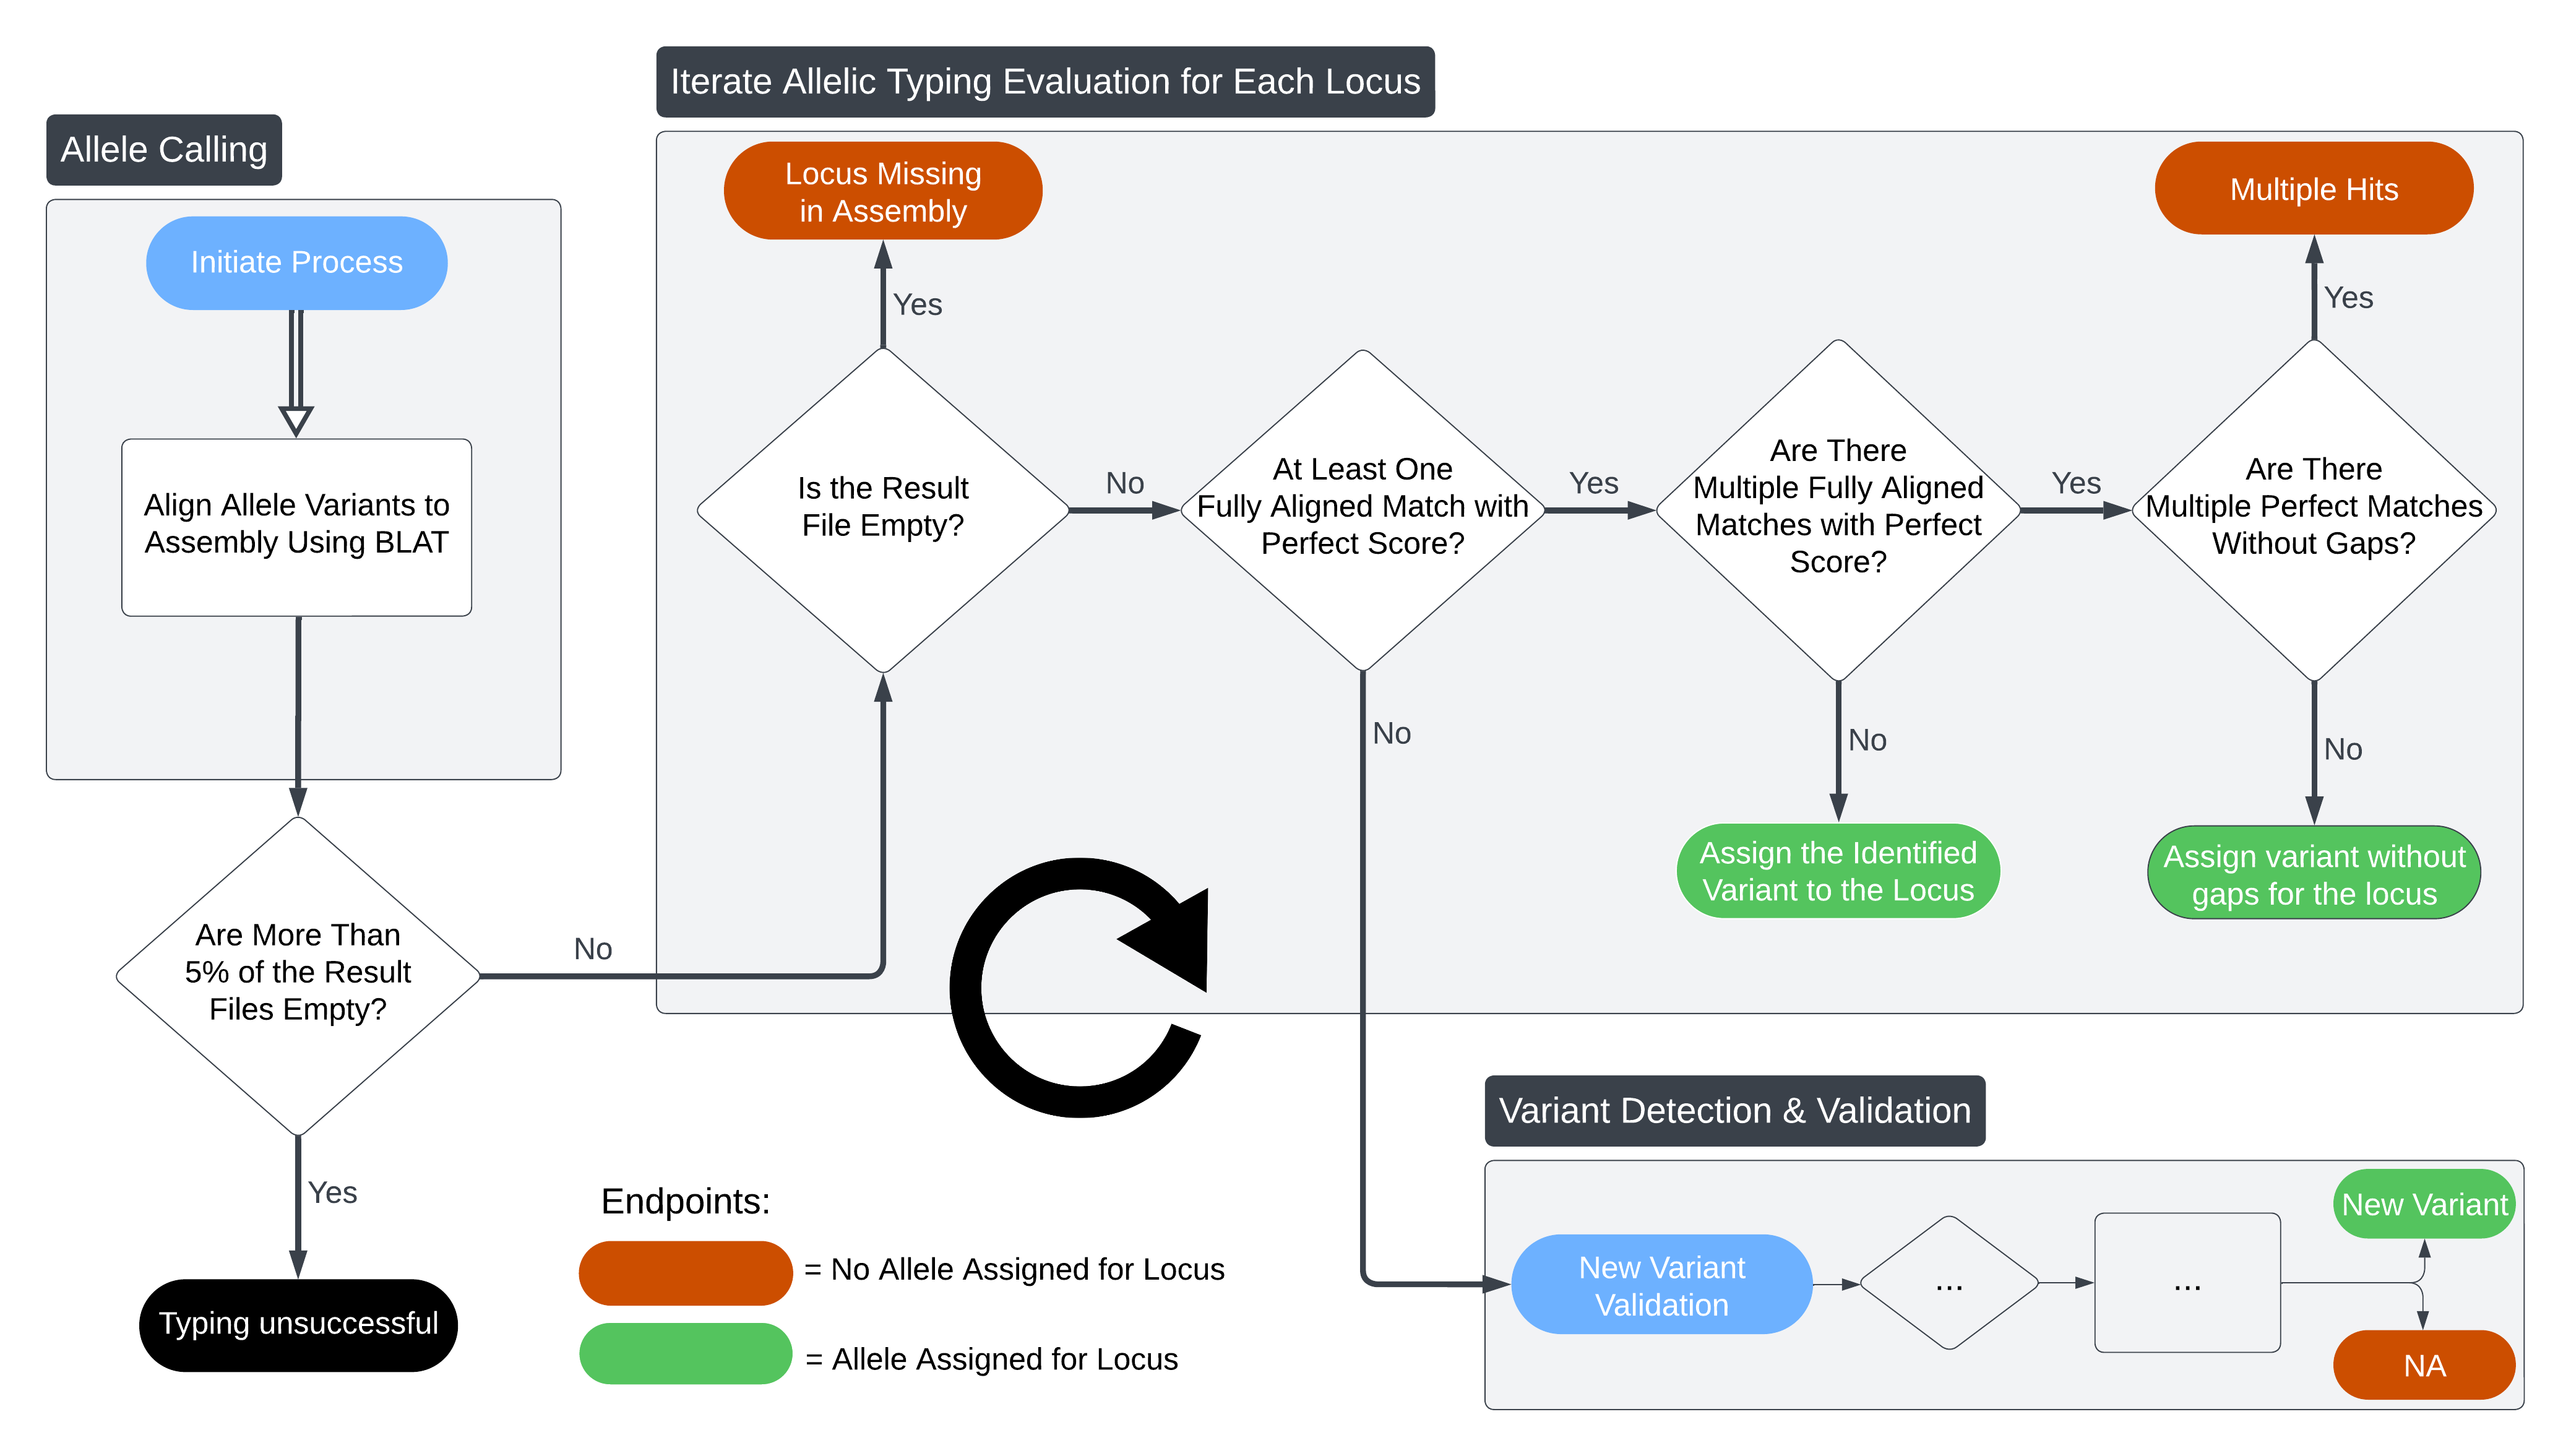 Iterate Allelic Typing Evaluation for Each Locus
Allele Calling
Initiate Process
Align Allele Variants to
Assembly Using BLAT
Are More Than
5% of the Result
Files Empty?
Yes
Typing unsuccessful
No
Locus Missing
in Assembly
Yes
Is the Result
File Empty?
No
At Least One
Fully Aligned Match with
Perfect Score?
Yes
No
Are There
Multiple Fully Aligned
Matches with Perfect
Score?
Yes
No
Assign the Identified
Variant to the Locus
Multiple Hits
Yes
Are There
Multiple Perfect Matches
Without Gaps?
No
Assign variant without
gaps for the locus
Endpoints:
= No Allele Assigned for Locus
= Allele Assigned for Locus
Variant Detection & Validation
New Variant
Validation
...
...
New Variant
NA